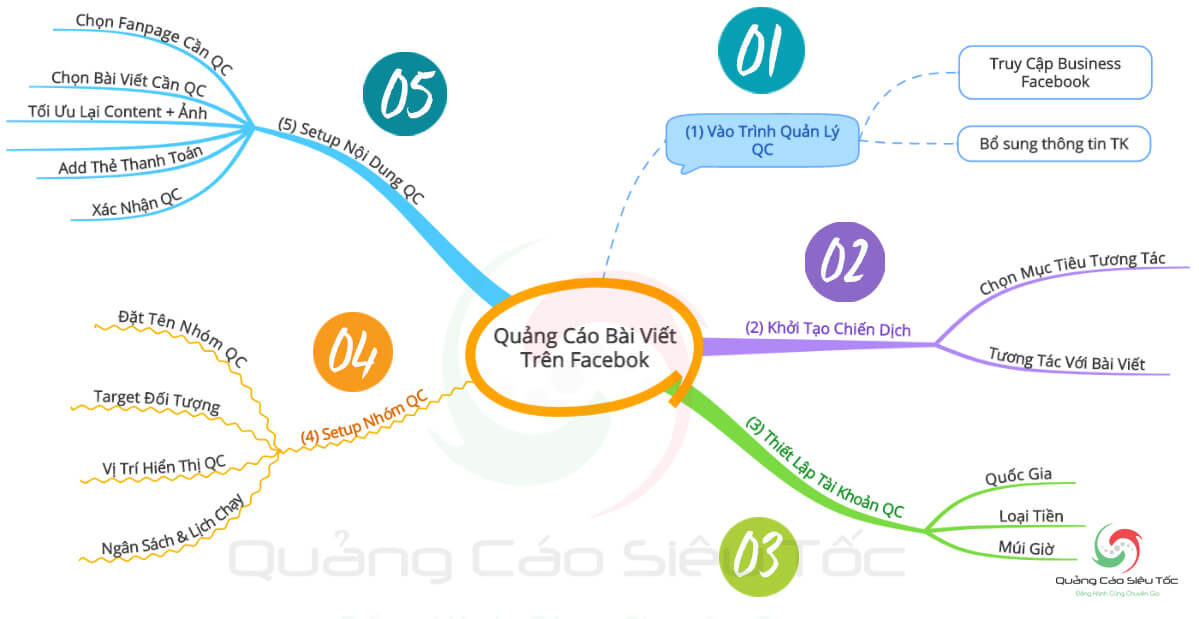 Quảng Cáo Bài Viết
Trên Facebok
01
(1) Vào Trình Quản Lý
QC
Truy Cập Business
Facebook
Bổ sung thông tin TK
02
(2) Khởi Tạo Chiến Dịch
Chọn Mục Tiêu Tương Tác
Tương Tác Với Bài Viết
03
(3) Thiết Lập Tài Khoản QC
Quốc Gia
Loại Tiền
Múi Giờ
04
(4) Setup Nhóm QC
Đặt Tên Nhóm QC
Target Đối Tượng
Vị Trí Hiển Thị QC
Ngân Sách & Lịch Chạy
05
(5) Setup Nội Dung QC
Chọn Fanpage Cần QC
Chọn Bài Viết Cần QC
Tối Ưu Lại Content + Ảnh
Add Thẻ Thanh Toán
Xác Nhận QC
Quảng Cáo Siêu Tốc
Quảng Cáo Siêu Tốc
Đồng Hành Cùng Chuyên Gia